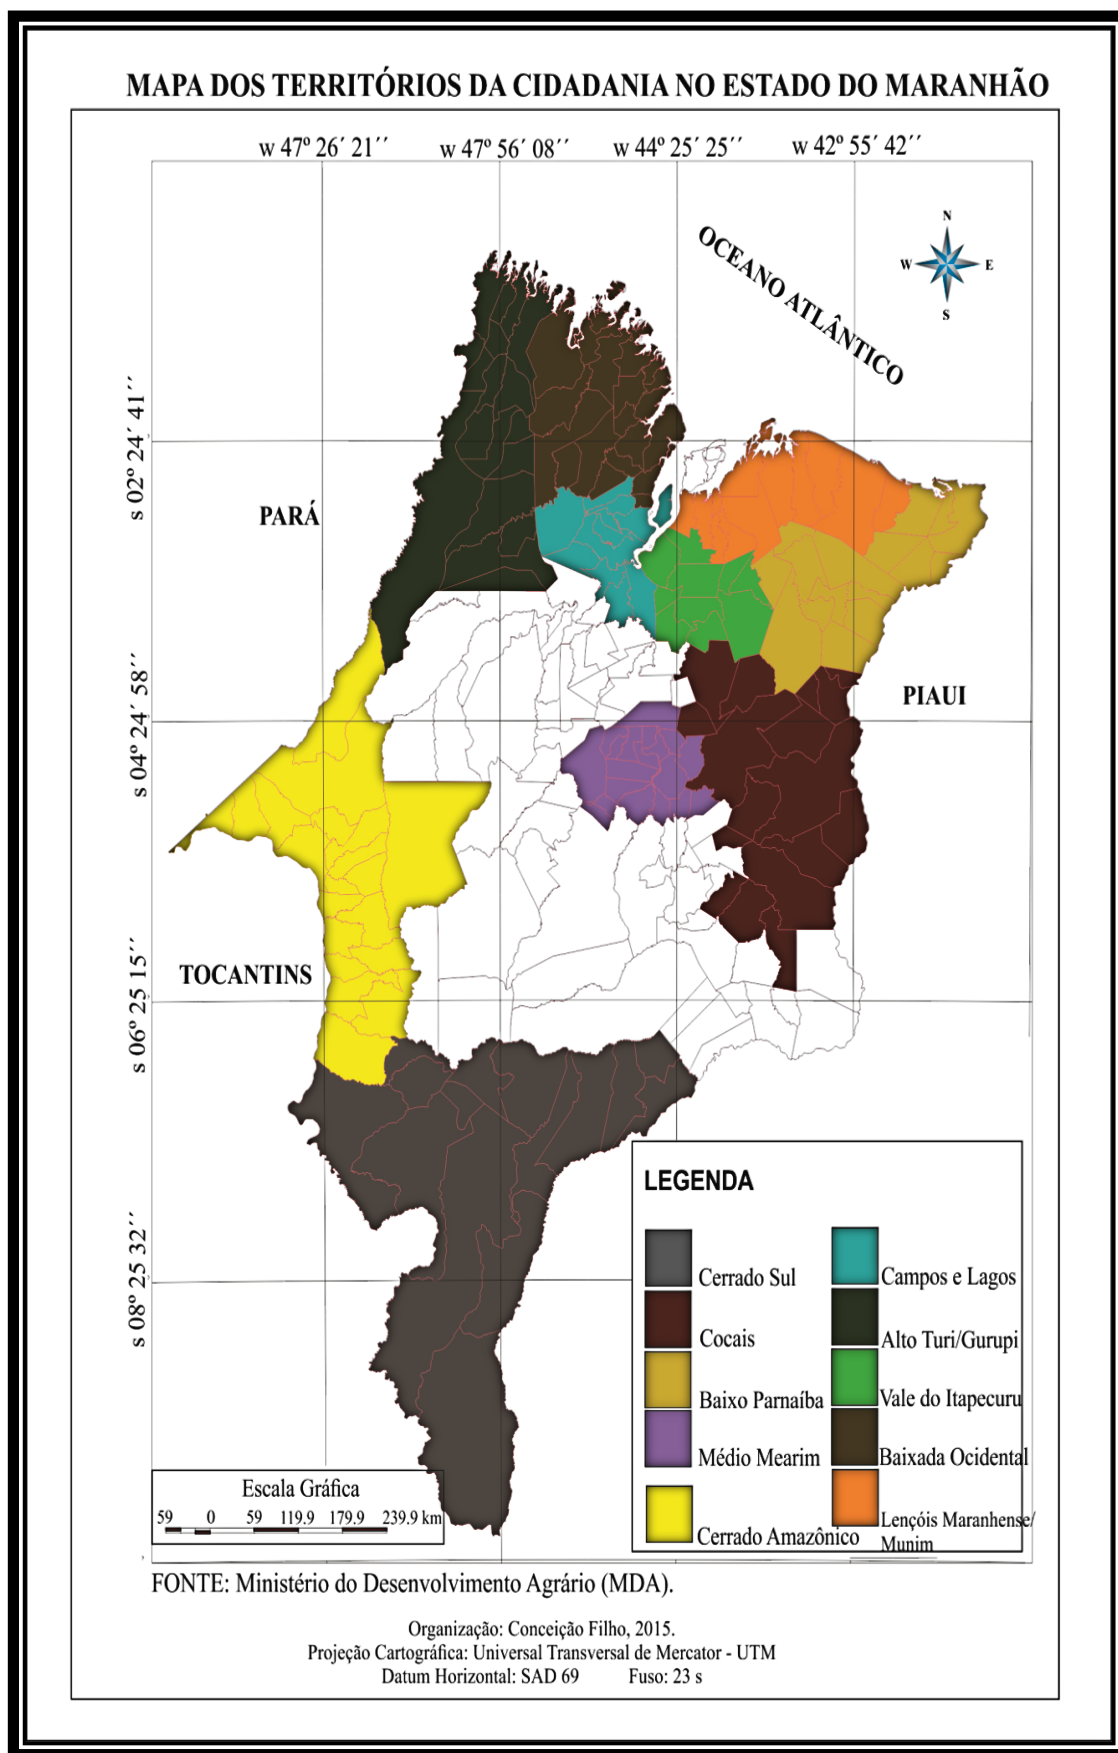 MAPA DOS TERRITÓRIOS DA CIDADANIA NO ESTADO DO MARANHÃO
w 47º 26´ 21´´ w 47º 56´ 08´´ w 44º 25´ 25´´ w 42º 55´ 42´´
N
W E
S
OCEANO ATLÂNTICO
s 02º 24´ 41´´
PARÁ
s 04º 24´ 58´´
PIAUI
s 06º 25´ 15´´
TOCANTINS
s 08º 25´ 32´´
LEGENDA
Cerrado Sul
Cocais
Baixo Parnaíba
Médio Mearim
Cerrado Amazônico
Campos e Lagos
Alto Turi/Gurupi
Vale do Itapecuru
Baixada Ocidental
Lençóis Maranhense/
Munim
Escala Gráfica
59 0 59 119.9 179.9 239.9 km
FONTE: Ministério do Desenvolvimento Agrário (MDA).
Organização: Conceição Filho, 2015.
Projeção Cartográfica: Universal Transversal de Mercator - UTM
Datum Horizontal: SAD 69 Fuso: 23 s